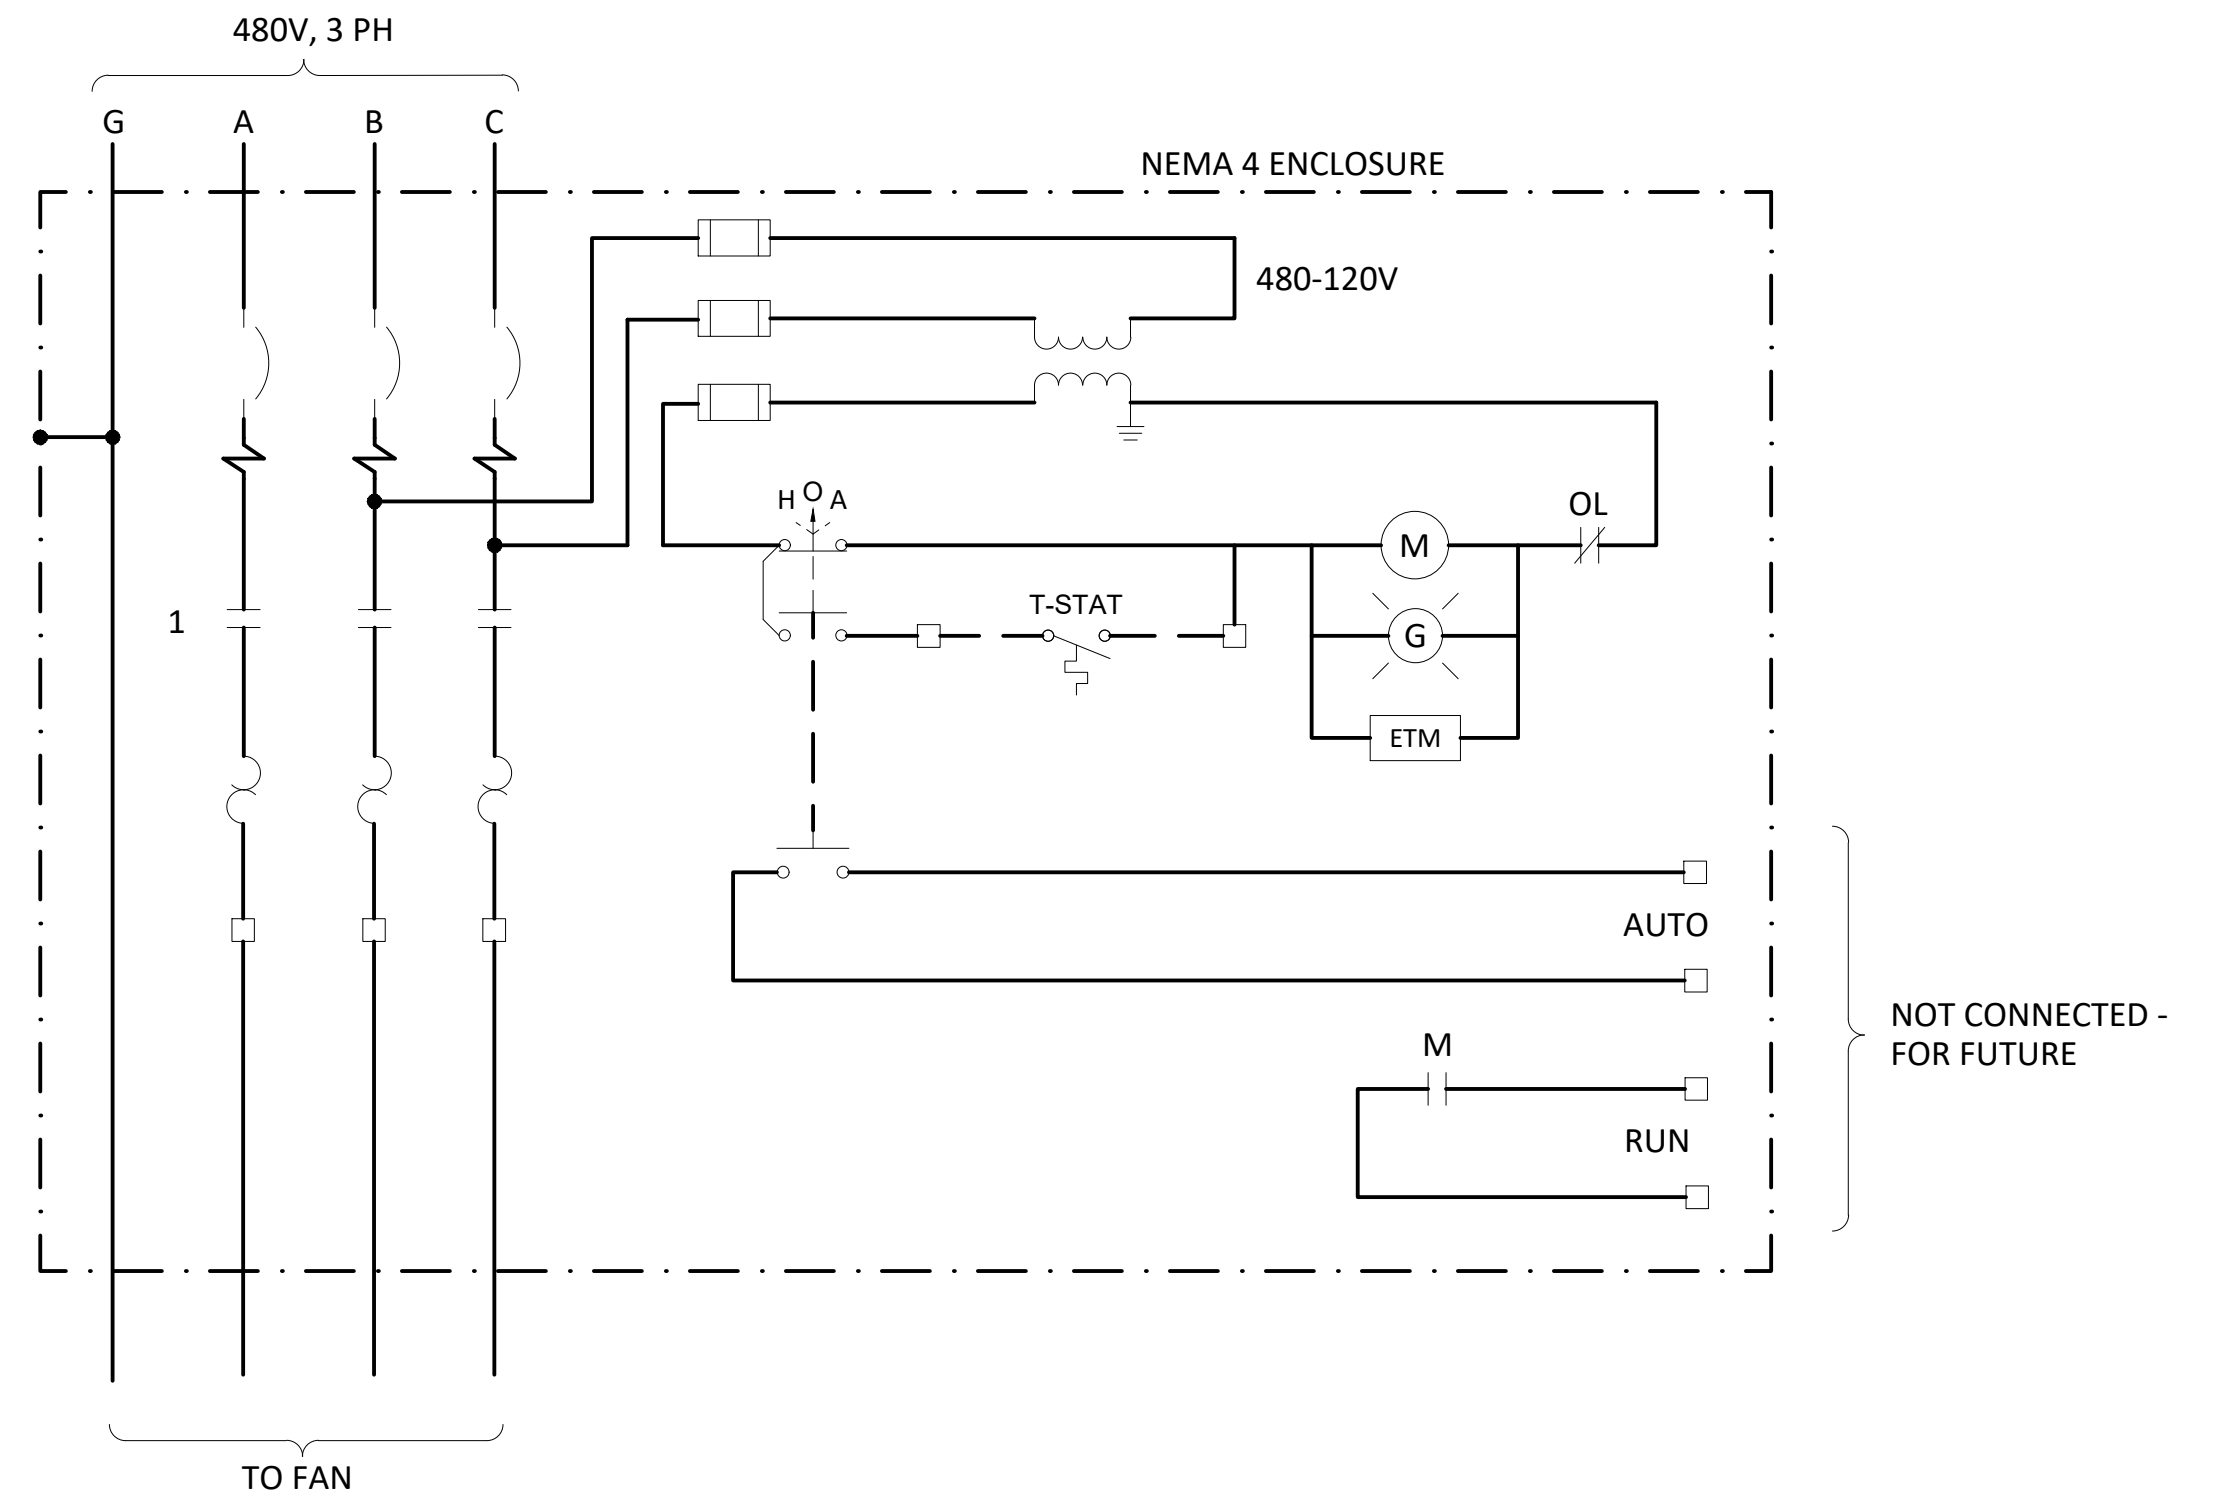 480V, 3 PH
G A B C
NEMA 4 ENCLOSURE
480-120V
H O A
OL
M
T-STAT
1
G
ETM
AUTO
NOT CONNECTED -
FOR FUTURE
M
RUN
TO FAN